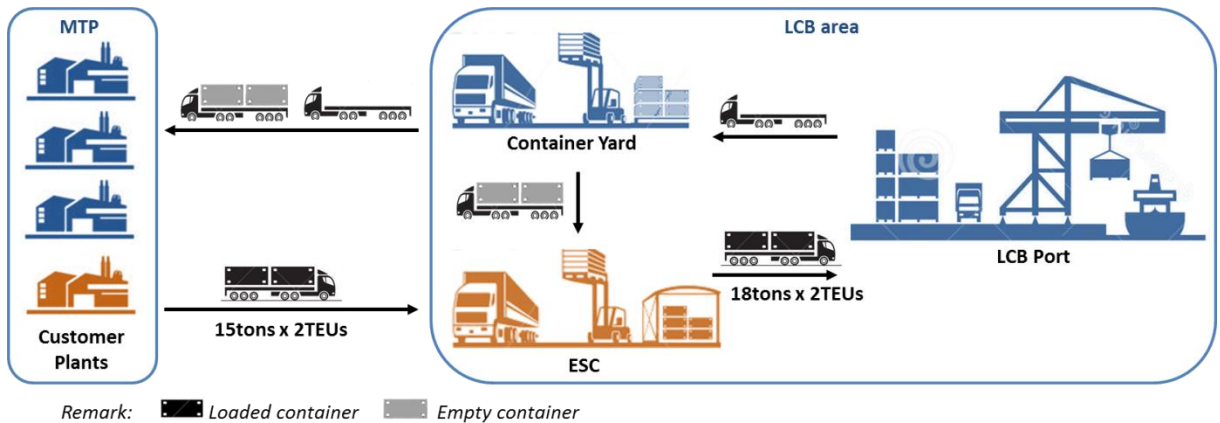 MTP
LCB area
Container Yard
LCB Port
18tons x 2TEUs
15tons x 2TEUs
Customer
Plants
ESC
Remark:
Loaded container
Empty container